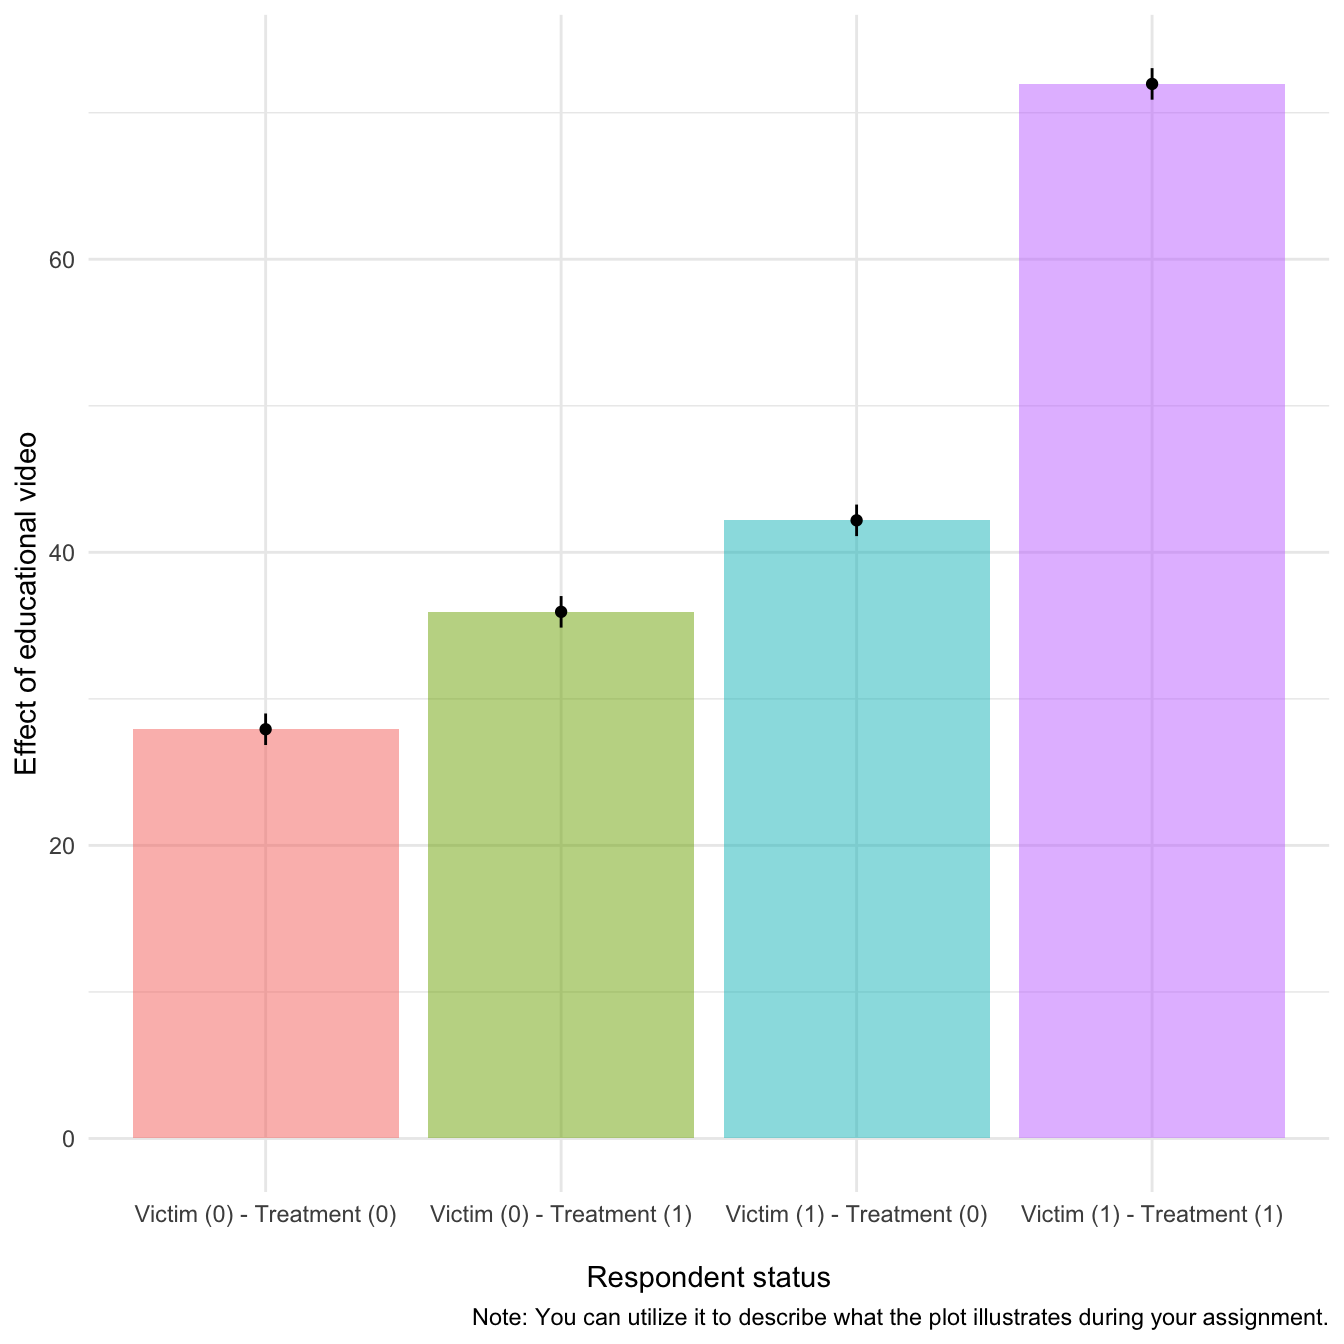 60
40
20
0
Effect of educational video
Victim (0) - Treatment (0)
Victim (0) - Treatment (1)
Victim (1) - Treatment (0)
Victim (1) - Treatment (1)
Respondent status
Note: You can utilize it to describe what the plot illustrates during your assignment.